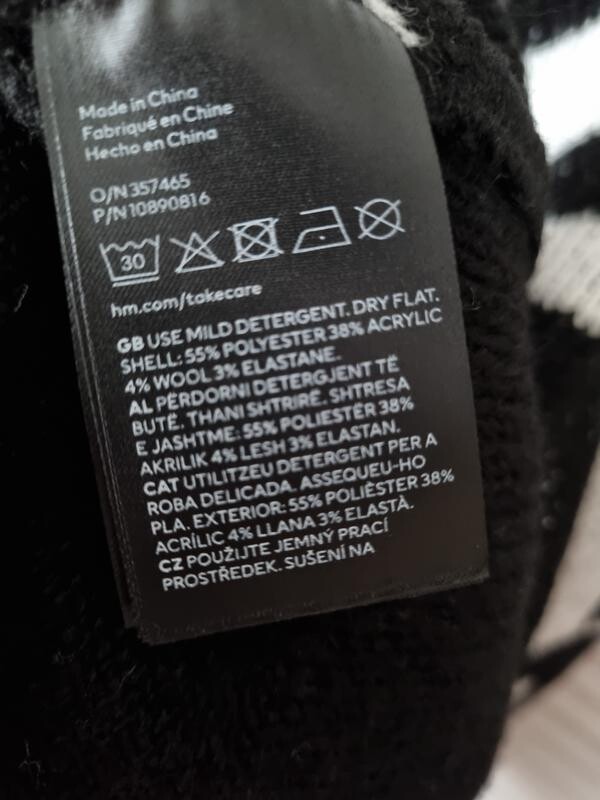 Made in China
Fabriqué en Chine
Hecho en China
O/N 357465
P/N 10890816
30
hm.com/takecare
GB USE MILD DETERGENT. DRY FLAT.
SHELL: 55% POLYESTER 38% ACRYLIC
4% WOOL 3% ELASTANE.
AL PËRDORNI DETERGJENT TË
BUTË. THANI SHTRIRË. SHTRESA
E JASHTME: 55% POLIESTËR 38%
AKRILIK 4% LESH 3% ELASTAN.
CAT UTILITZEU DETERGENT PER A
ROBA DELICADA. ASSEQUEU-HO
PLA. EXTERIOR: 55% POLIÈSTER 38%
ACRÍLIC 4% LLANA 3% ELASTÀ.
CZ POUŽIJTE JEMNÝ PRACÍ
PROSTŘEDEK. SUŠENÍ NA